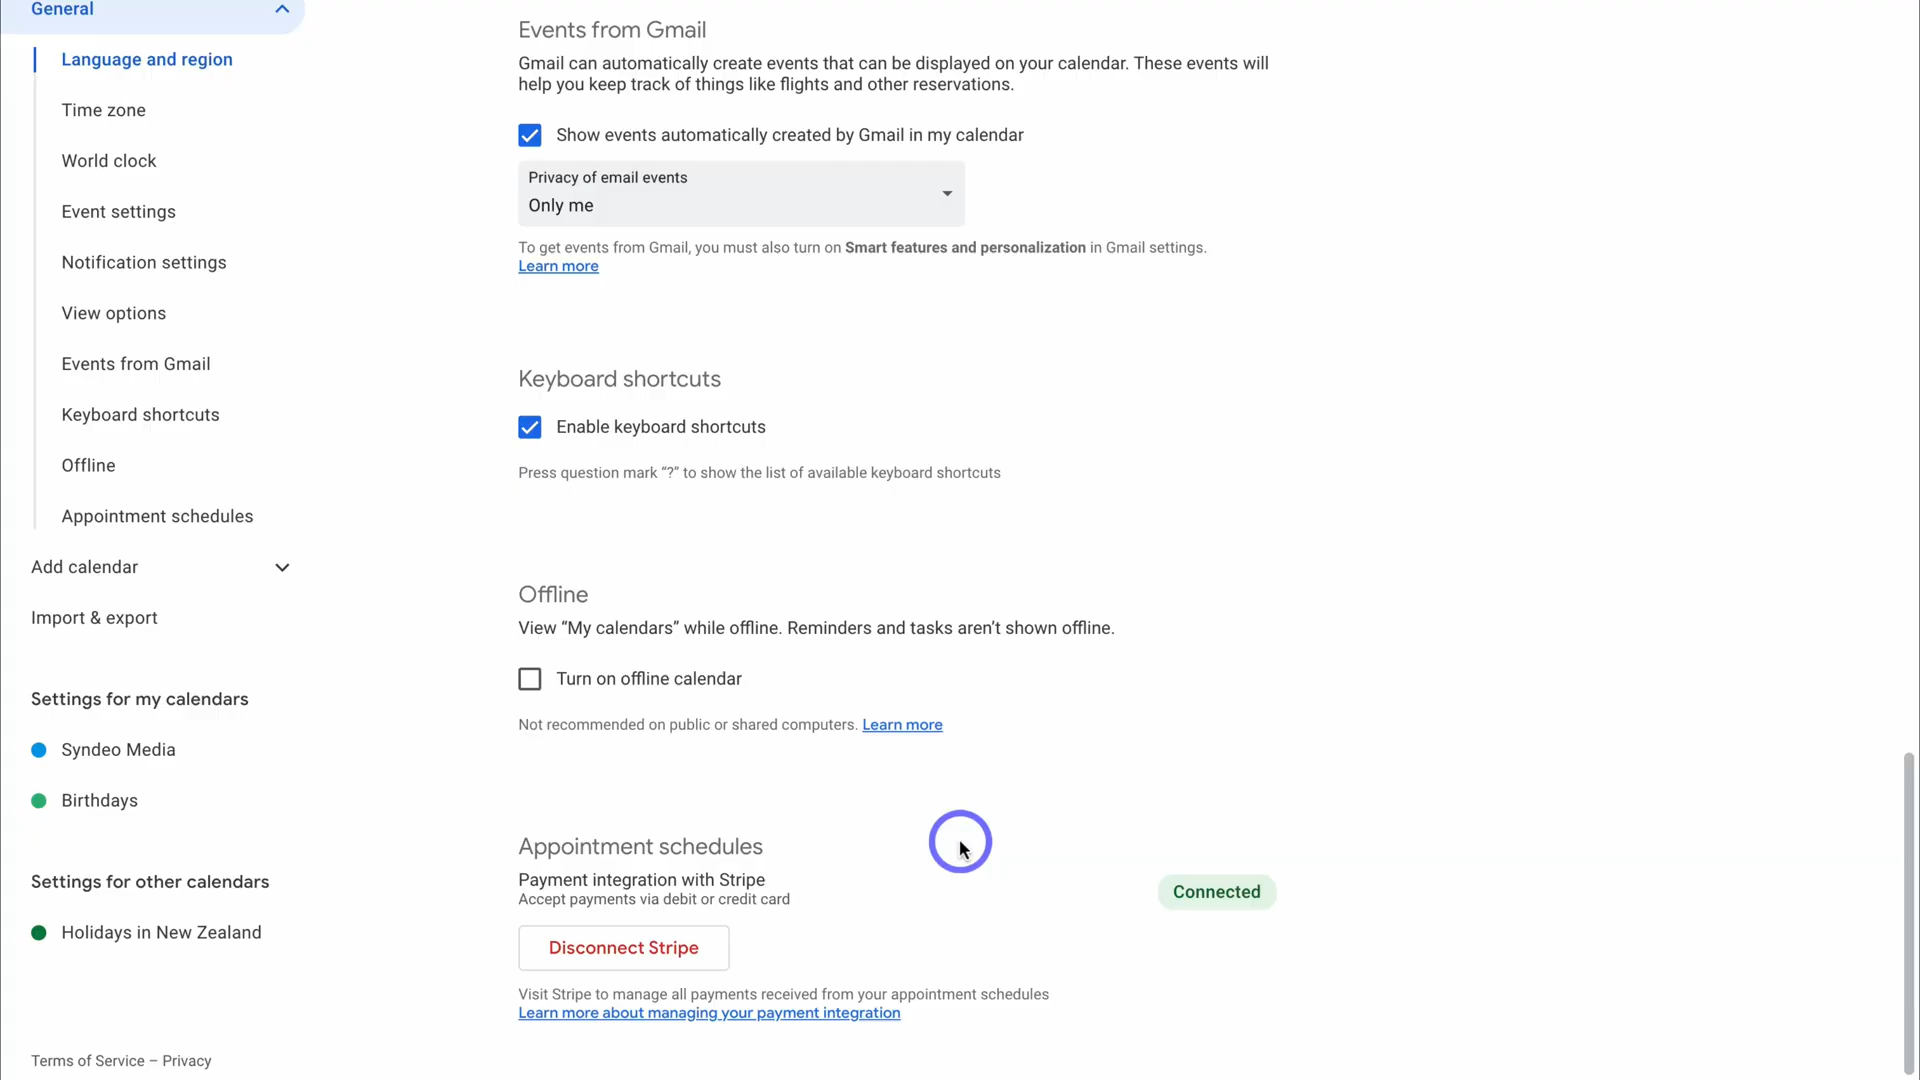 General
Language and region
Time zone
World clock
Event settings
Notification settings
View options
Events from Gmail
Keyboard shortcuts
Offline
Appointment schedules
Add calendar
Import & export
Settings for my calendars
Syndeo Media
Birthdays
Settings for other calendars
Holidays in New Zealand
Terms of Service – Privacy
Events from Gmail
Gmail can automatically create events that can be displayed on your calendar. These events will
help you keep track of things like flights and other reservations.
Show events automatically created by Gmail in my calendar
Privacy of email events
Only me
To get events from Gmail, you must also turn on Smart features and personalization in Gmail settings.
Learn more
Keyboard shortcuts
Enable keyboard shortcuts
Press question mark “?” to show the list of available keyboard shortcuts
Offline
View “My calendars” while offline. Reminders and tasks aren’t shown offline.
Turn on offline calendar
Not recommended on public or shared computers. Learn more
Appointment schedules
Payment integration with Stripe
Accept payments via debit or credit card
Connected
Disconnect Stripe
Visit Stripe to manage all payments received from your appointment schedules
Learn more about managing your payment integration